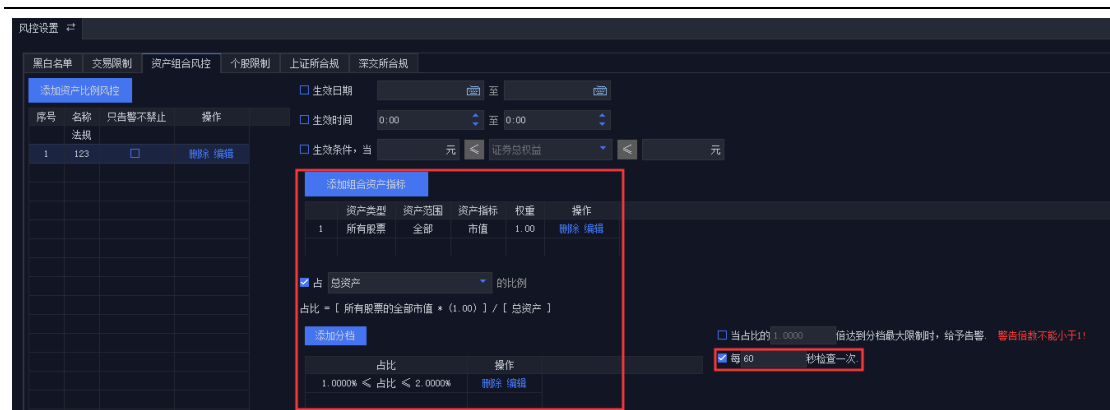 风控设置 ⇄
黑白名单 交易限制 资产组合风控 个股限制 上证所合规 深交所合规
添加资产比例风控
序号 名称 只告警不禁止 操作
法规
1 123 删除 编辑
生效日期 至
生效时间 0:00 至 0:00
生效条件，当 元 ≤ 证券总权益 ≤ 元
添加组合资产指标
资产类型 资产范围 资产指标 权重 操作
1 所有股票 全部 市值 1.00 删除 编辑
占 总资产 的比例
占比 = [ 所有股票的全部市值 * (1.00) ] / [ 总资产 ]
添加分档
占比 操作
1.0000% ≤ 占比 ≤ 2.0000% 删除 编辑
当占比的 1.0000 倍达到分档最大限制时，给予告警. 警告倍数不能小于1!
每 60 秒检查一次.